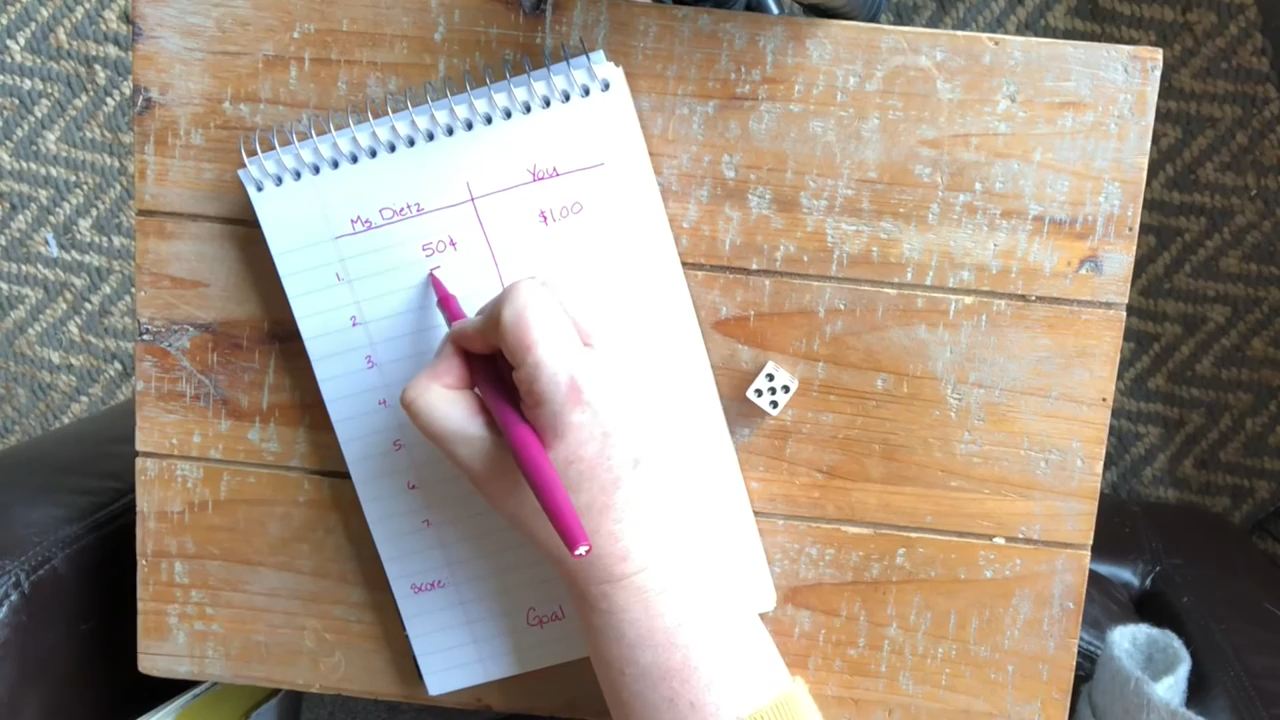 Ms. Dietz You
50¢ $1.00
1.
2.
3.
4.
5.
6.
7.
Score:
Goal